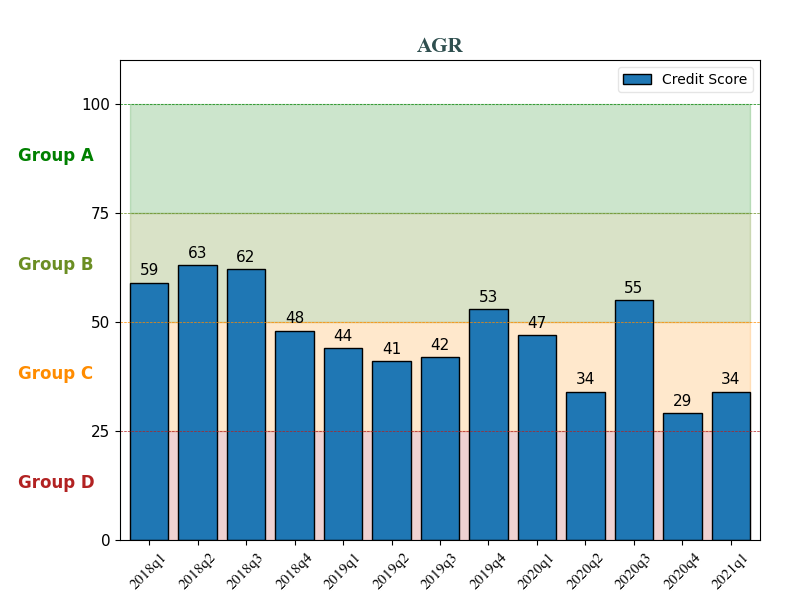 AGR
Credit Score
100
Group A
75
Group B
59
63
62
48
44
41
42
53
47
34
55
29
34
50
Group C
25
Group D
0
2018q1
2018q2
2018q3
2018q4
2019q1
2019q2
2019q3
2019q4
2020q1
2020q2
2020q3
2020q4
2021q1